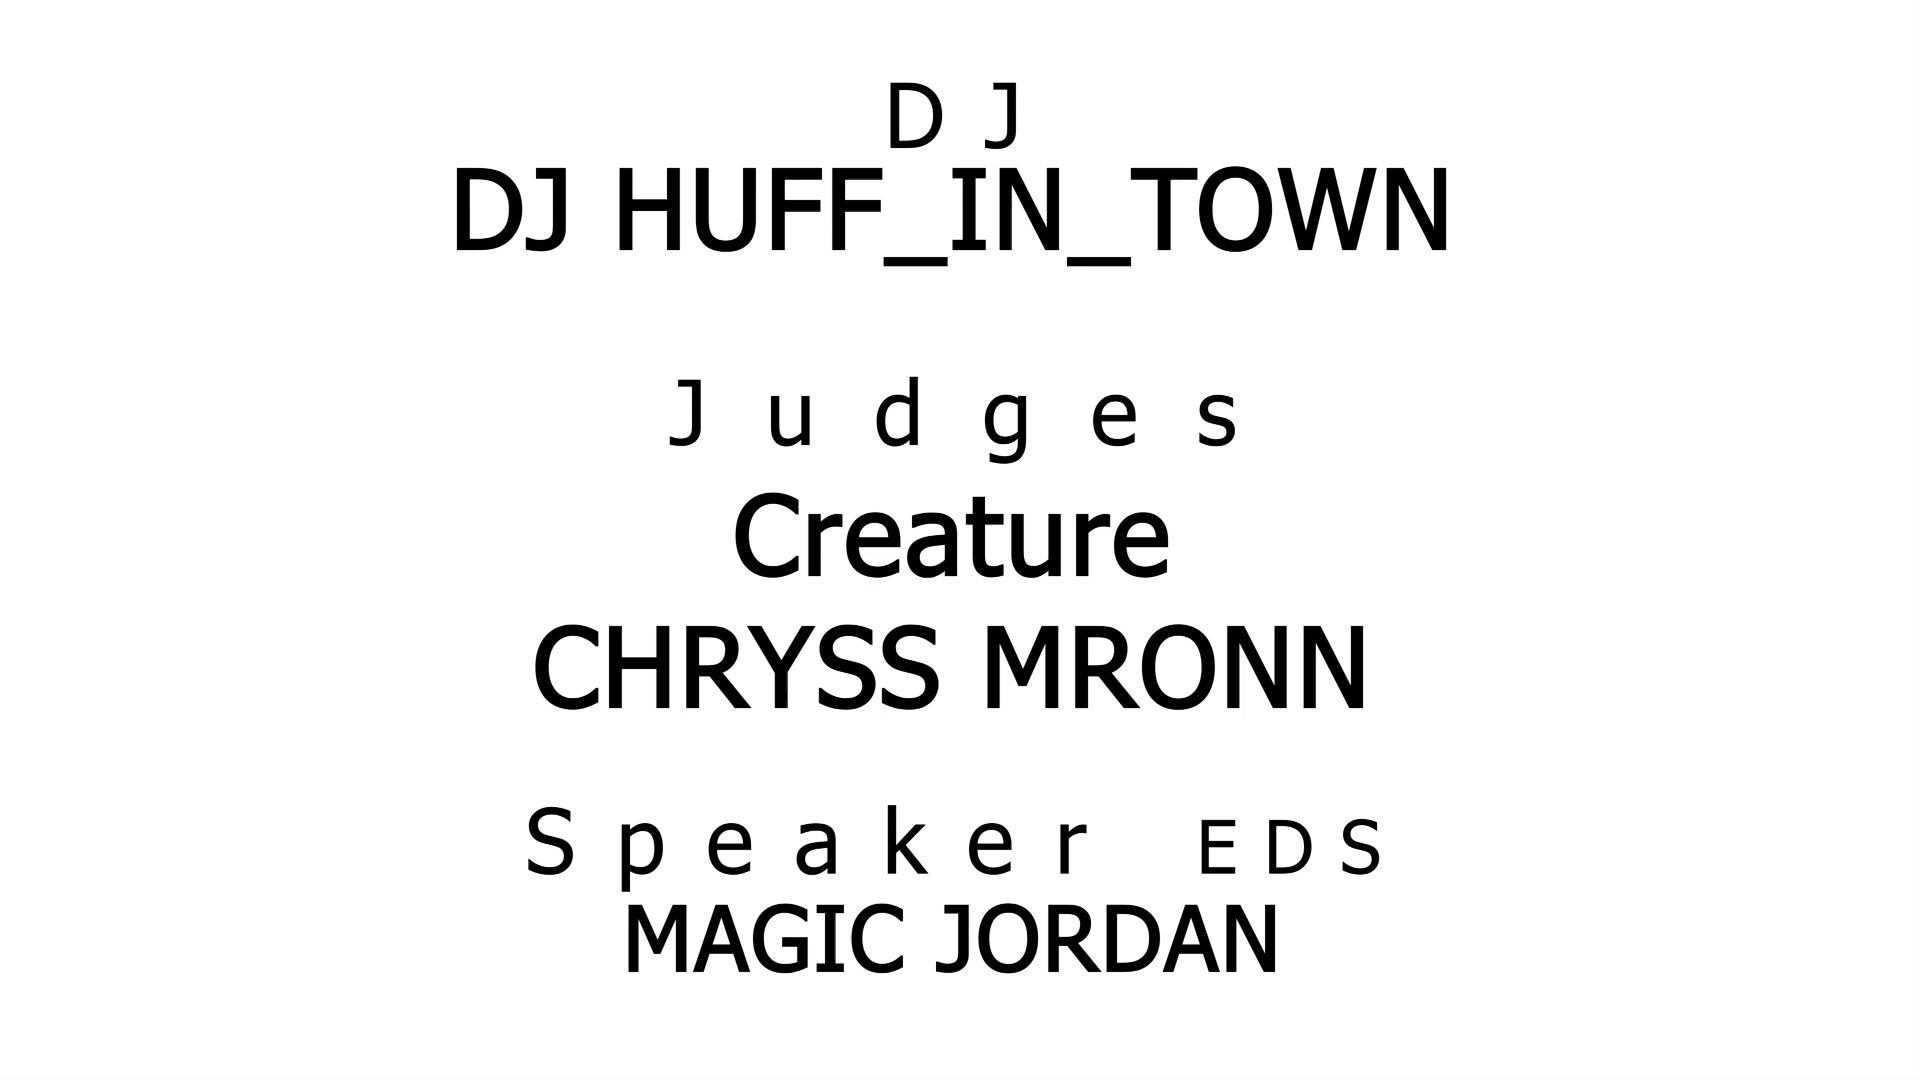 D J
DJ HUFF_IN_TOWN
J u d g e s
Creature
CHRYSS MRONN
S p e a k e r E D S
MAGIC JORDAN